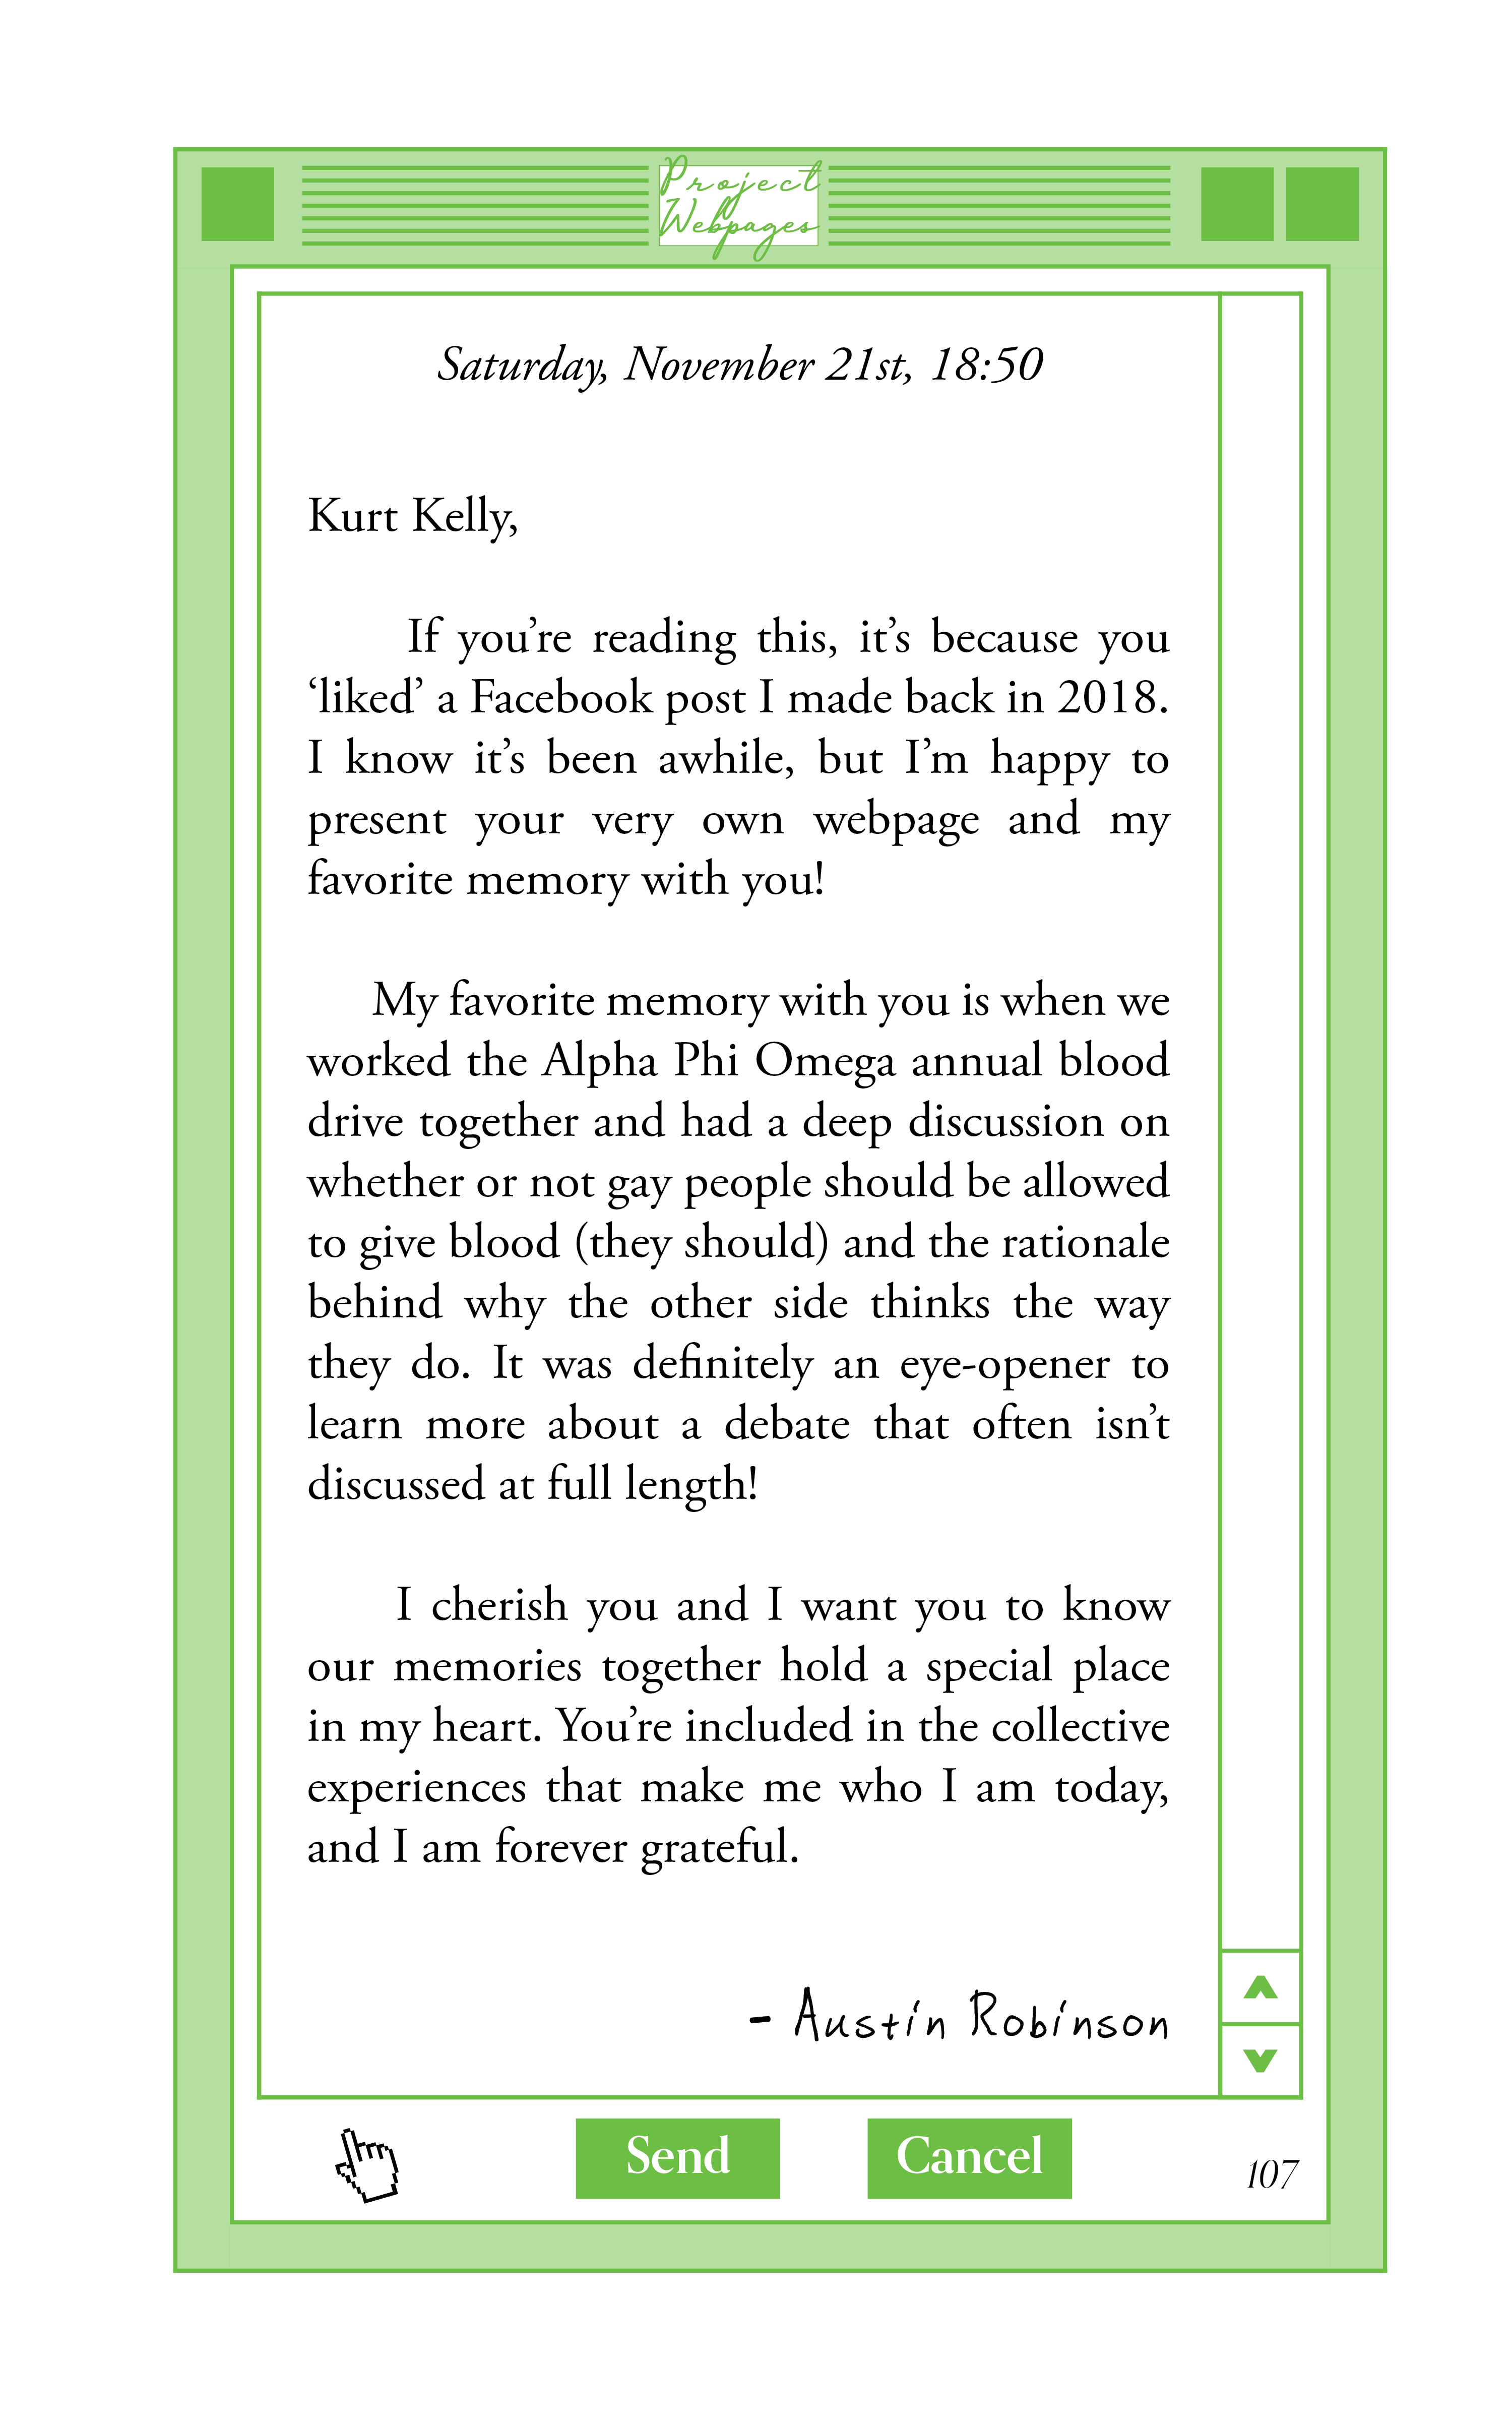 Project
Webpages
Saturday, November 21st, 18:50
Kurt Kelly,
If you’re reading this, it’s because you
‘liked’ a Facebook post I made back in 2018.
I know it’s been awhile, but I’m happy to
present your very own webpage and my
favorite memory with you!
My favorite memory with you is when we
worked the Alpha Phi Omega annual blood
drive together and had a deep discussion on
whether or not gay people should be allowed
to give blood (they should) and the rationale
behind why the other side thinks the way
they do. It was definitely an eye-opener to
learn more about a debate that often isn’t
discussed at full length!
I cherish you and I want you to know
our memories together hold a special place
in my heart. You’re included in the collective
experiences that make me who I am today,
and I am forever grateful.
- Austin Robinson
Send Cancel
107